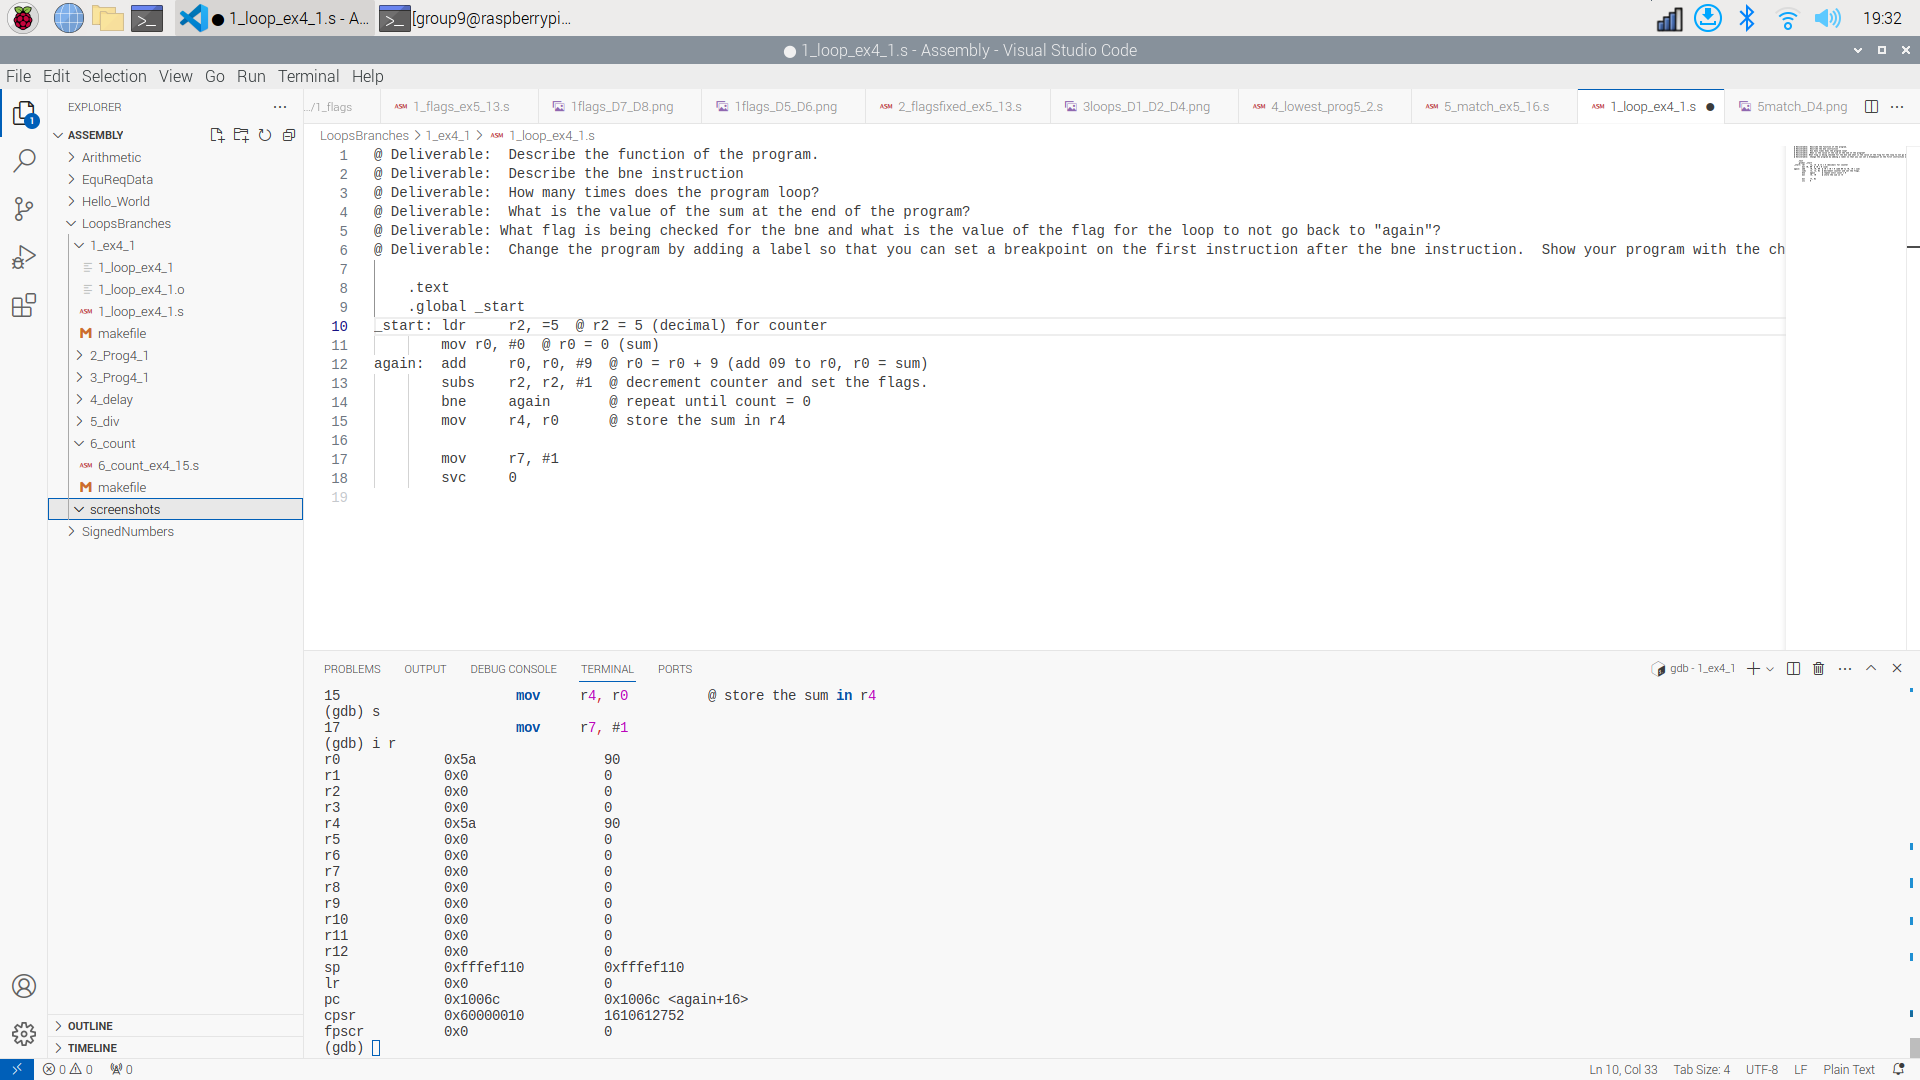 1_loop_ex4_1.s - A...
[group9@raspberrypi...
19:32
1_loop_ex4_1.s - Assembly - Visual Studio Code
File Edit Selection View Go Run Terminal Help
EXPLORER
.../1_flags
ASM 1_flags_ex5_13.s
1flags_D7_D8.png
1flags_D5_D6.png
ASM 2_flagsfixed_ex5_13.s
3loops_D1_D2_D4.png
ASM 4_lowest_prog5_2.s
ASM 5_match_ex5_16.s
ASM 1_loop_ex4_1.s
5match_D4.png
1
ASSEMBLY
Arithmetic
EquReqData
Hello_World
LoopsBranches
1_ex4_1
1_loop_ex4_1
1_loop_ex4_1.o
ASM 1_loop_ex4_1.s
M makefile
2_Prog4_1
3_Prog4_1
4_delay
5_div
6_count
ASM 6_count_ex4_15.s
M makefile
screenshots
SignedNumbers
OUTLINE
TIMELINE
LoopsBranches > 1_ex4_1 > ASM 1_loop_ex4_1.s
1 @ Deliverable:  Describe the function of the program.
2 @ Deliverable:  Describe the bne instruction
3 @ Deliverable:  How many times does the program loop?
4 @ Deliverable:  What is the value of the sum at the end of the program?
5 @ Deliverable: What flag is being checked for the bne and what is the value of the flag for the loop to not go back to "again"?
6 @ Deliverable:  Change the program by adding a label so that you can set a breakpoint on the first instruction after the bne instruction.  Show your program with the ch
7
8     .text
9     .global _start
10 _start: ldr     r2, =5  @ r2 = 5 (decimal) for counter
11         mov r0, #0  @ r0 = 0 (sum)
12 again:  add     r0, r0, #9  @ r0 = r0 + 9 (add 09 to r0, r0 = sum)
13         subs    r2, r2, #1  @ decrement counter and set the flags.
14         bne     again       @ repeat until count = 0
15         mov     r4, r0      @ store the sum in r4
16
17         mov     r7, #1
18         svc     0
19
PROBLEMS OUTPUT DEBUG CONSOLE TERMINAL PORTS
gdb - 1_ex4_1
15                      mov     r4, r0          @ store the sum in r4
(gdb) s
17                      mov     r7, #1
(gdb) i r
r0             0x5a                90
r1             0x0                 0
r2             0x0                 0
r3             0x0                 0
r4             0x5a                90
r5             0x0                 0
r6             0x0                 0
r7             0x0                 0
r8             0x0                 0
r9             0x0                 0
r10            0x0                 0
r11            0x0                 0
r12            0x0                 0
sp             0xfffef110          0xfffef110
lr             0x0                 0
pc             0x1006c             0x1006c <again+16>
cpsr           0x60000010          1610612752
fpscr          0x0                 0
(gdb)
0 0 0
Ln 10, Col 33 Tab Size: 4 UTF-8 LF Plain Text